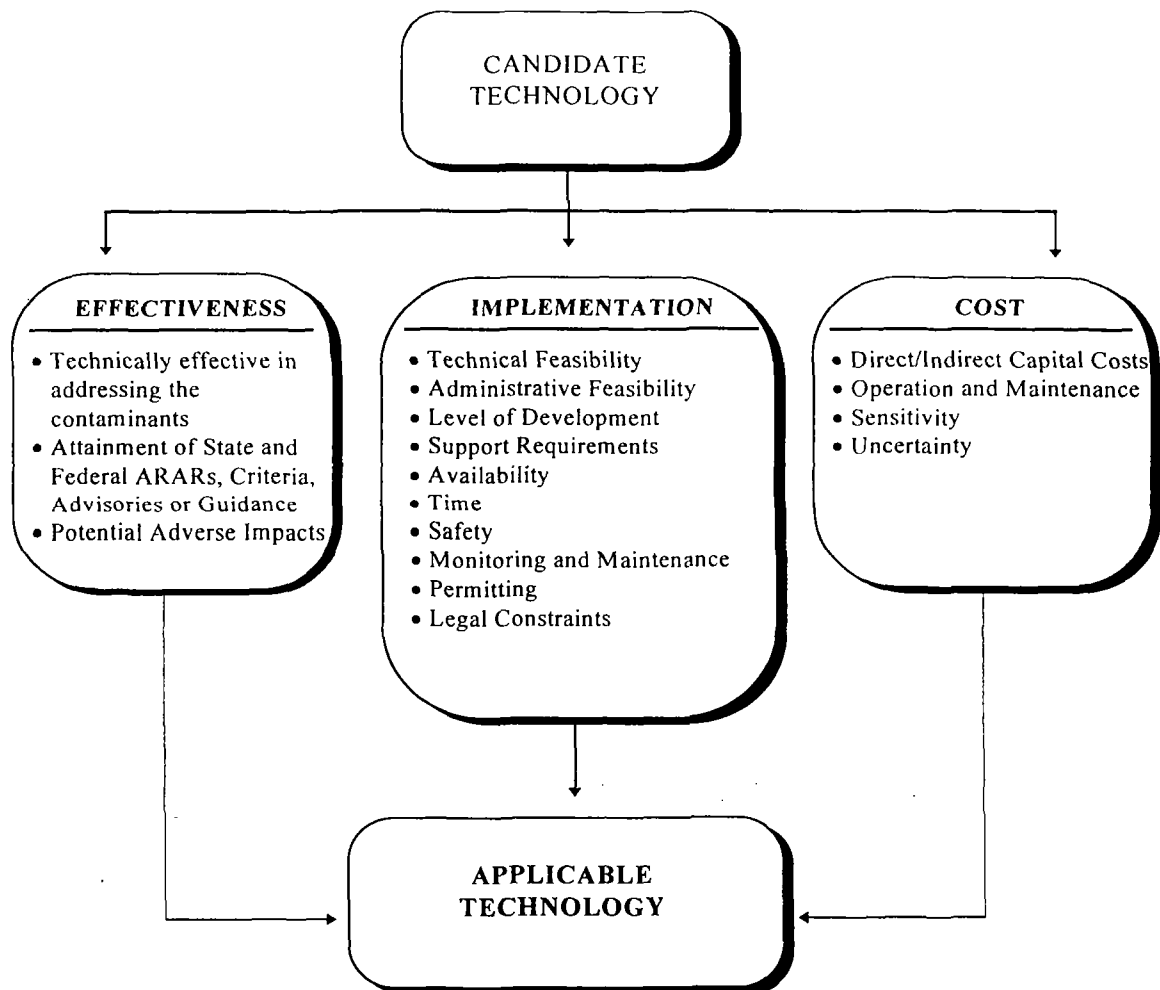 CANDIDATE
TECHNOLOGY
EFFECTIVENESS
• Technically effective in
addressing the
contaminants
• Attainment of State and
Federal ARARs, Criteria,
Advisories or Guidance
• Potential Adverse Impacts
IMPLEMENTATION
• Technical Feasibility
• Administrative Feasibility
• Level of Development
• Support Requirements
• Availability
• Time
• Safety
• Monitoring and Maintenance
• Permitting
• Legal Constraints
COST
• Direct/Indirect Capital Costs
• Operation and Maintenance
• Sensitivity
• Uncertainty
APPLICABLE
TECHNOLOGY